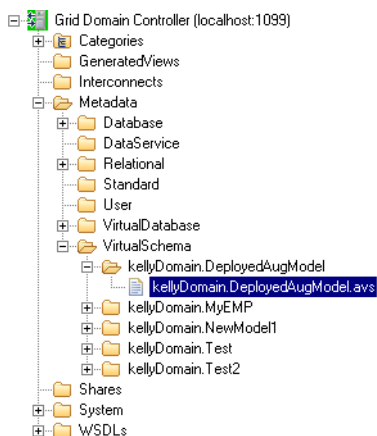 Grid Domain Controller (localhost:1099)
Categories
GeneratedViews
Interconnects
Metadata
Database
DataService
Relational
Standard
User
VirtualDatabase
VirtualSchema
kellyDomain.DeployedAugModel
kellyDomain.DeployedAugModel.avs
kellyDomain.MyEMP
kellyDomain.NewModel1
kellyDomain.Test
kellyDomain.Test2
Shares
System
WSDLs